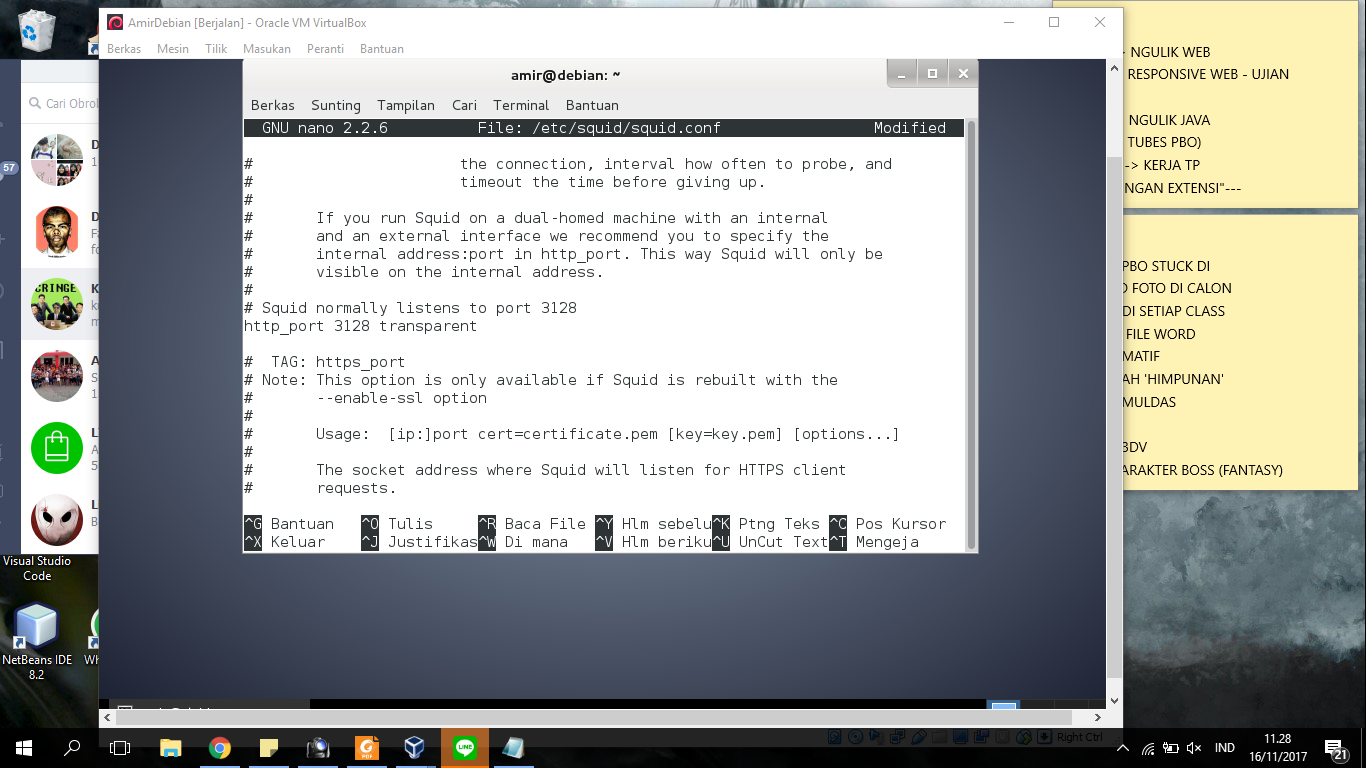 AmirDebian [Berjalan] - Oracle VM VirtualBox
Berkas Mesin Tilik Masukan Peranti Bantuan
amir@debian: ~
Berkas Sunting Tampilan Cari Terminal Bantuan
GNU nano 2.2.6 File: /etc/squid/squid.conf Modified
# the connection, interval how often to probe, and
# timeout the time before giving up.
#
# If you run Squid on a dual-homed machine with an internal
# and an external interface we recommend you to specify the
# internal address:port in http_port. This way Squid will only be
# visible on the internal address.
#
# Squid normally listens to port 3128
http_port 3128 transparent
# TAG: https_port
# Note: This option is only available if Squid is rebuilt with the
# --enable-ssl option
#
# Usage: [ip:]port cert=certificate.pem [key=key.pem] [options...]
#
# The socket address where Squid will listen for HTTPS client
# requests.
^G Bantuan ^O Tulis ^R Baca File ^Y Hlm sebelu ^K Ptng Teks ^C Pos Kursor
^X Keluar ^J Justifikas ^W Di mana ^V Hlm beriku ^U UnCut Text ^T Mengeja
Cari Obrol
57
CRINGE
Visual Studio
Code
NetBeans IDE
8.2
- NGULIK WEB
RESPONSIVE WEB - UJIAN
NGULIK JAVA
TUBES PBO)
-> KERJA TP
NGAN EXTENSI"---
PBO STUCK DI
FOTO DI CALON
DI SETIAP CLASS
FILE WORD
MATIF
AH 'HIMPUNAN'
MULDAS
BDV
ARAKTER BOSS (FANTASY)
Right Ctrl
LINE
IND
11.28
16/11/2017
21